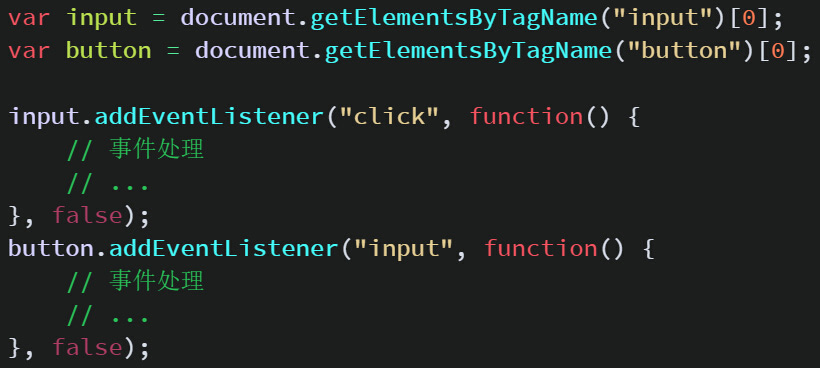 var input = document.getElementsByTagName("input")[0];
var button = document.getElementsByTagName("button")[0];

input.addEventListener("click", function() {
    // 事件处理
    // ...
}, false);
button.addEventListener("input", function() {
    // 事件处理
    // ...
}, false);